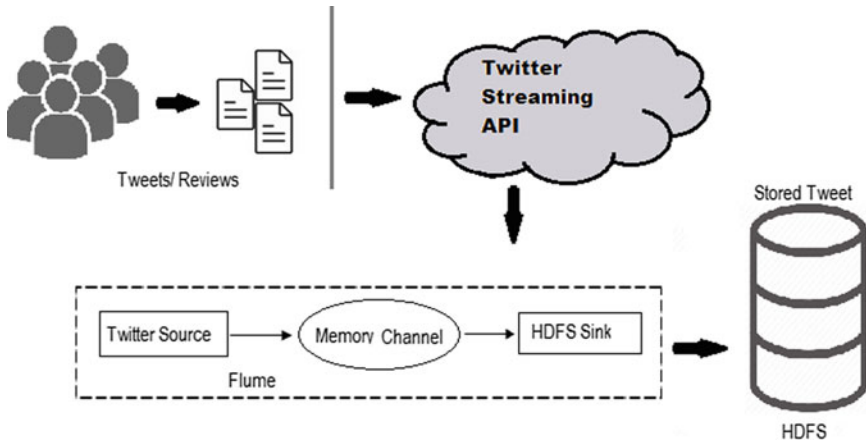 Tweets/ Reviews
Twitter
Streaming
API
Stored Tweet
Twitter Source
Memory Channel
HDFS Sink
Flume
HDFS